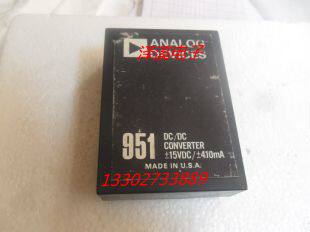 ANALOG
DEVICES
951
DC/DC
CONVERTER
±15VDC/±410mA
MADE IN U.S.A.
13302733889